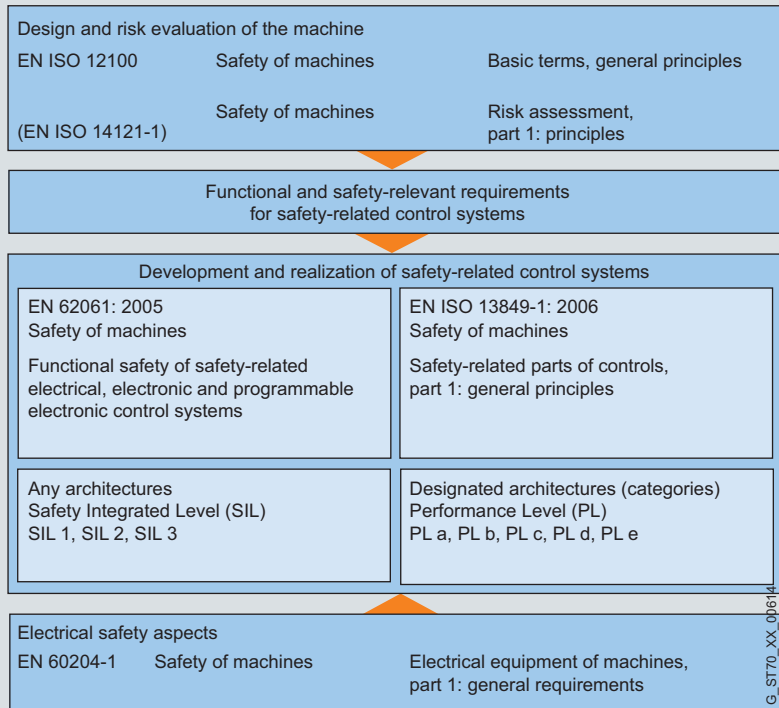 Design and risk evaluation of the machine
EN ISO 12100 Safety of machines Basic terms, general principles
(EN ISO 14121-1) Safety of machines Risk assessment,
part 1: principles
Functional and safety-relevant requirements
for safety-related control systems
Development and realization of safety-related control systems
EN 62061: 2005
Safety of machines
Functional safety of safety-related
electrical, electronic and programmable
electronic control systems
EN ISO 13849-1: 2006
Safety of machines
Safety-related parts of controls,
part 1: general principles
Any architectures
Safety Integrated Level (SIL)
SIL 1, SIL 2, SIL 3
Designated architectures (categories)
Performance Level (PL)
PL a, PL b, PL c, PL d, PL e
Electrical safety aspects
EN 60204-1 Safety of machines Electrical equipment of machines,
part 1: general requirements
G_ST70_XX_00614